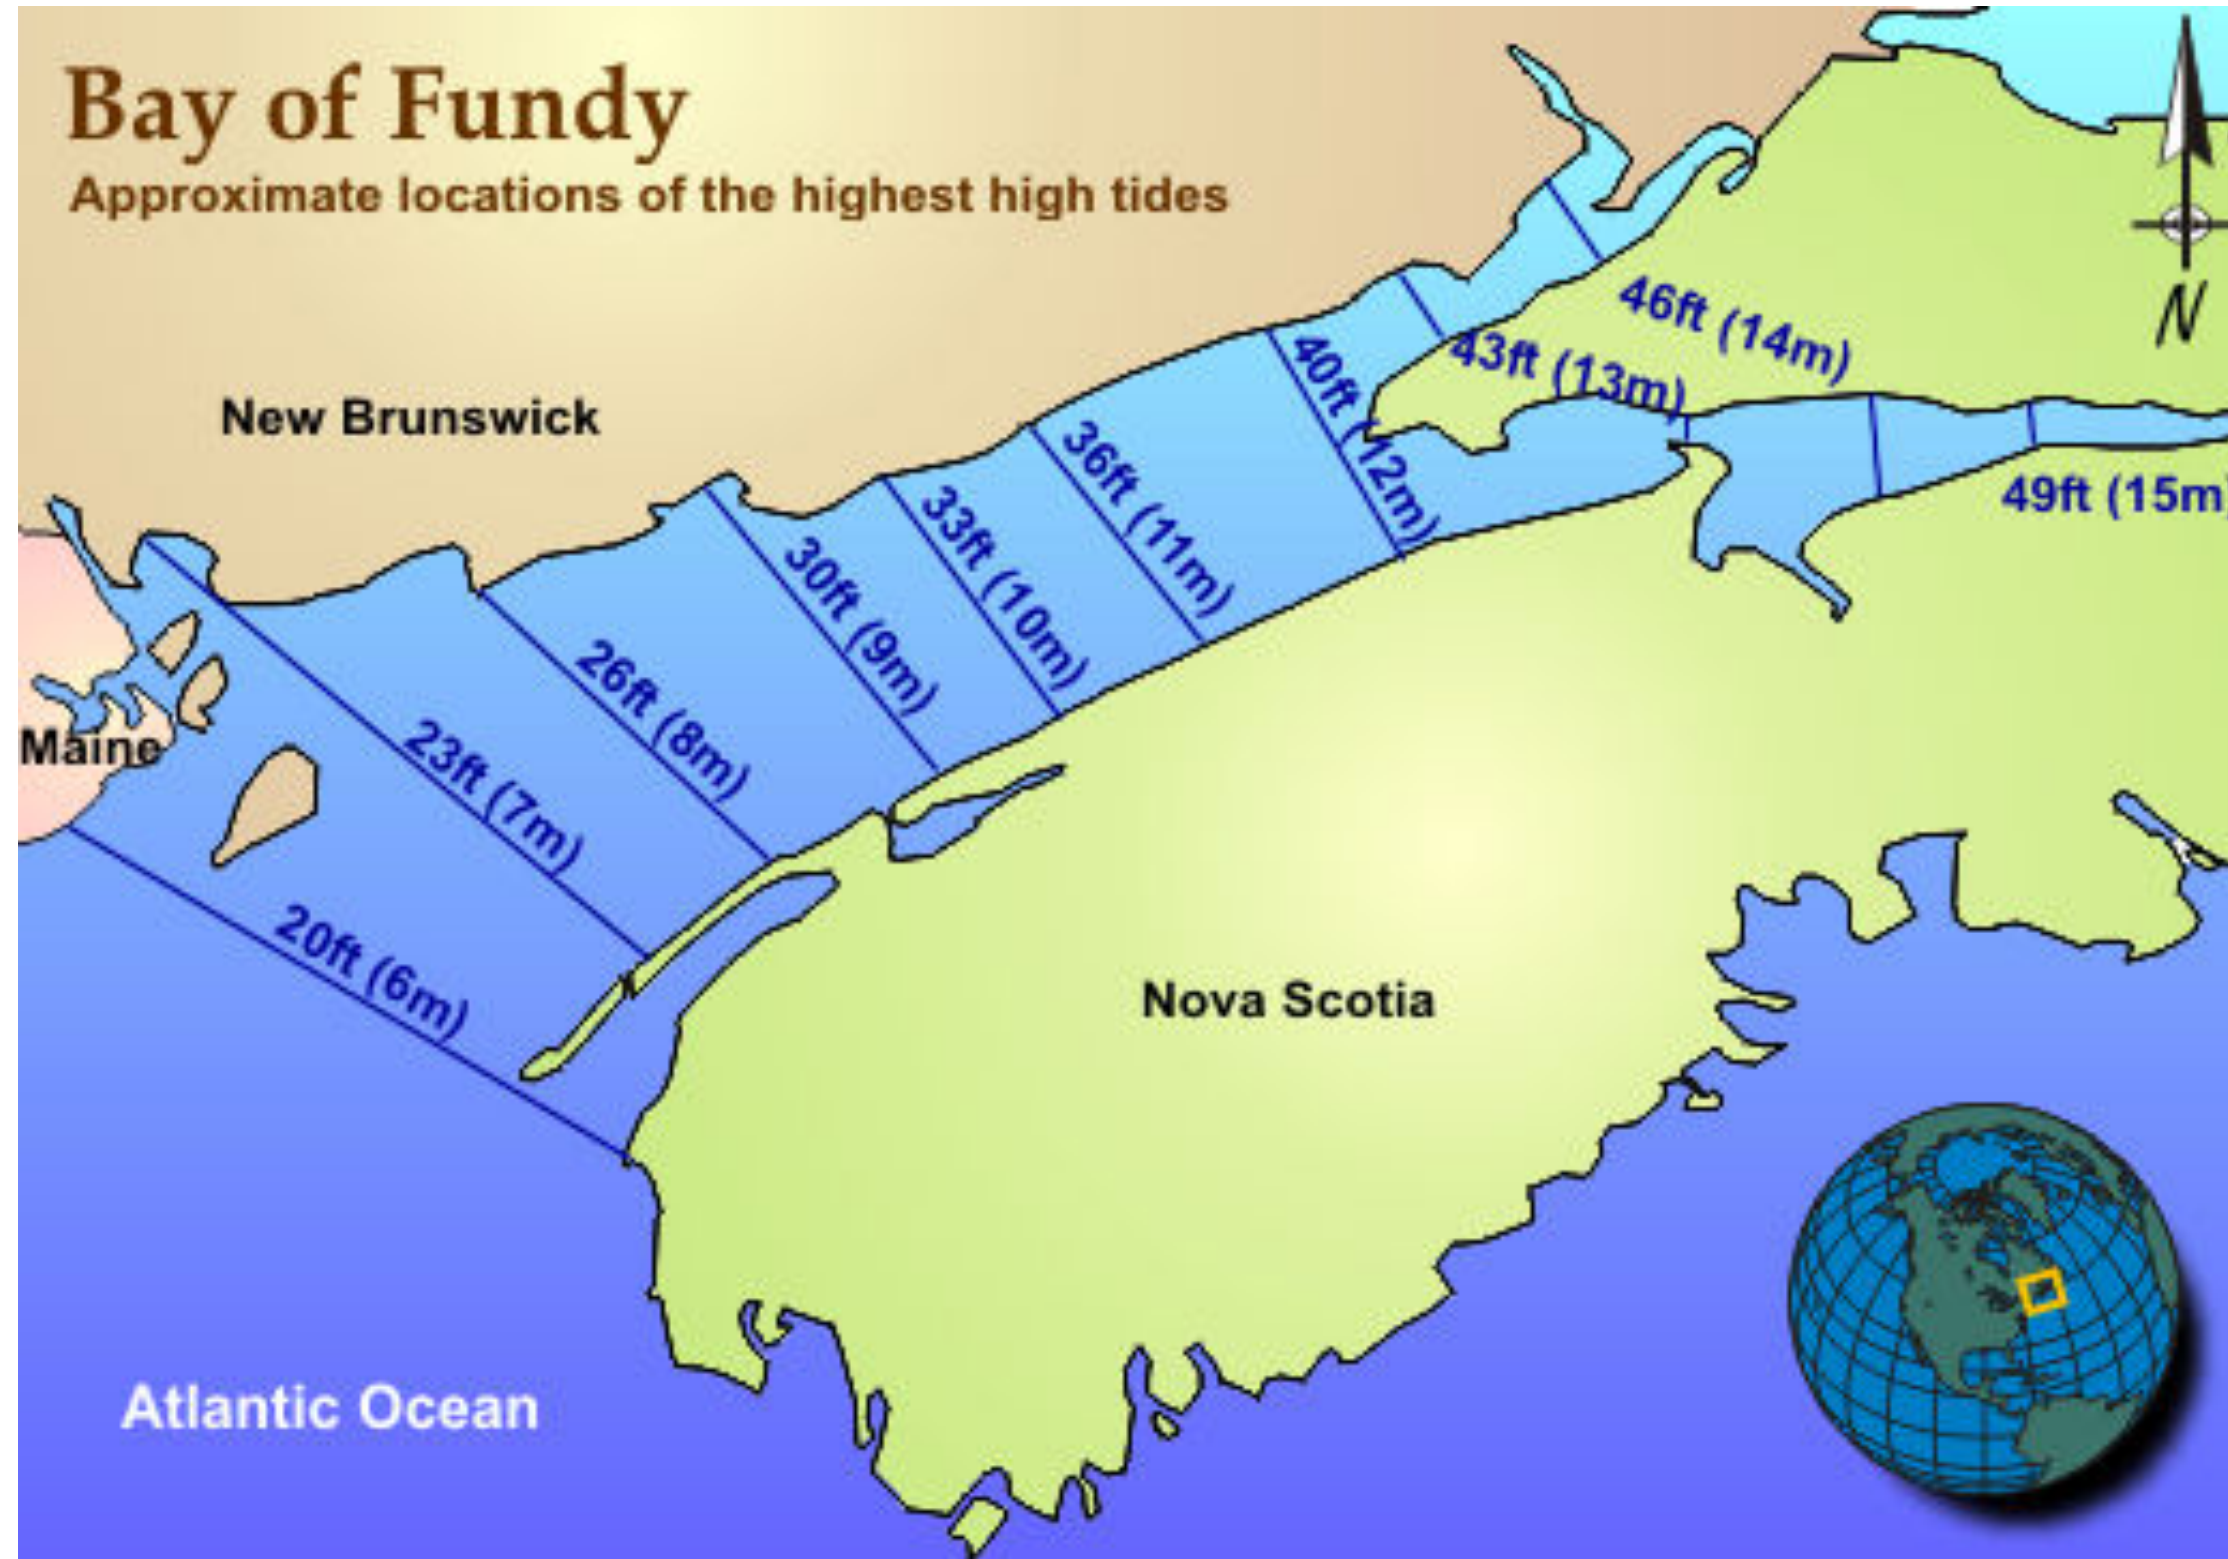 Bay of Fundy
Approximate locations of the highest high tides
N
46ft (14m)
43ft (13m)
40ft (12m)
New Brunswick
36ft (11m)
33ft (10m)
49ft (15m
30ft (9m)
26ft (8m)
23ft (7m)
Maine
20ft (6m)
Nova Scotia
Atlantic Ocean